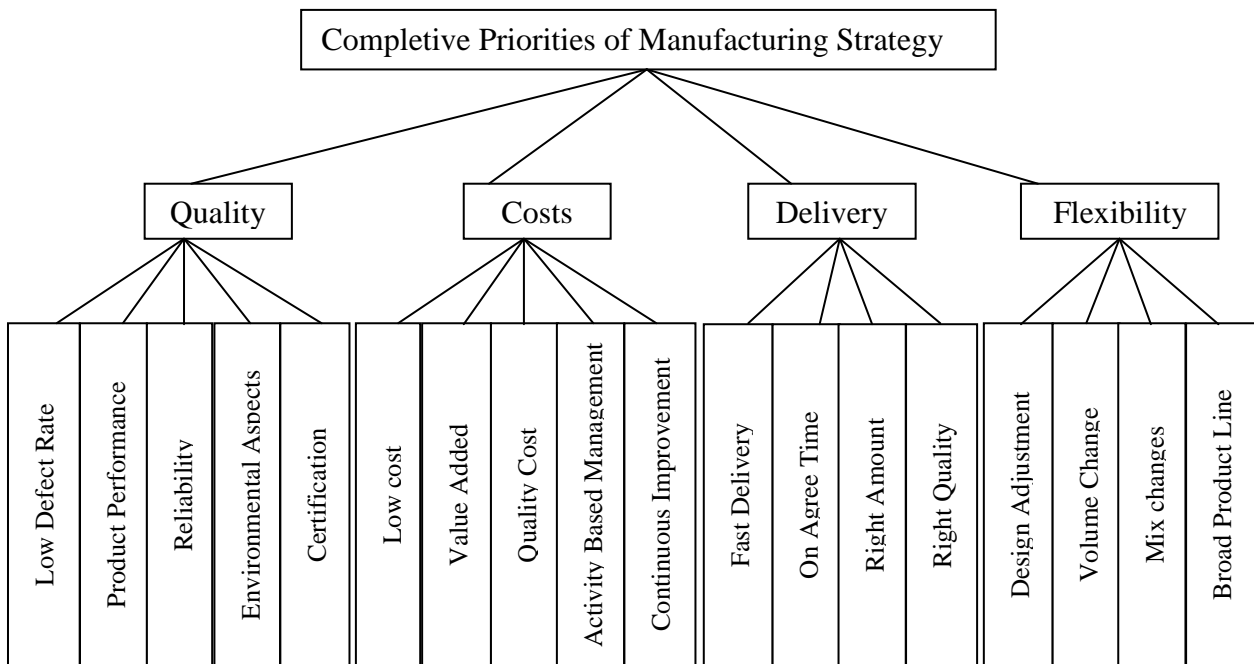 Completive Priorities of Manufacturing Strategy
Quality
Costs
Delivery
Flexibility
Low Defect Rate
Product Performance
Reliability
Environmental Aspects
Certification
Low cost
Value Added
Quality Cost
Activity Based Management
Continuous Improvement
Fast Delivery
On Agree Time
Right Amount
Right Quality
Design Adjustment
Volume Change
Mix changes
Broad Product Line